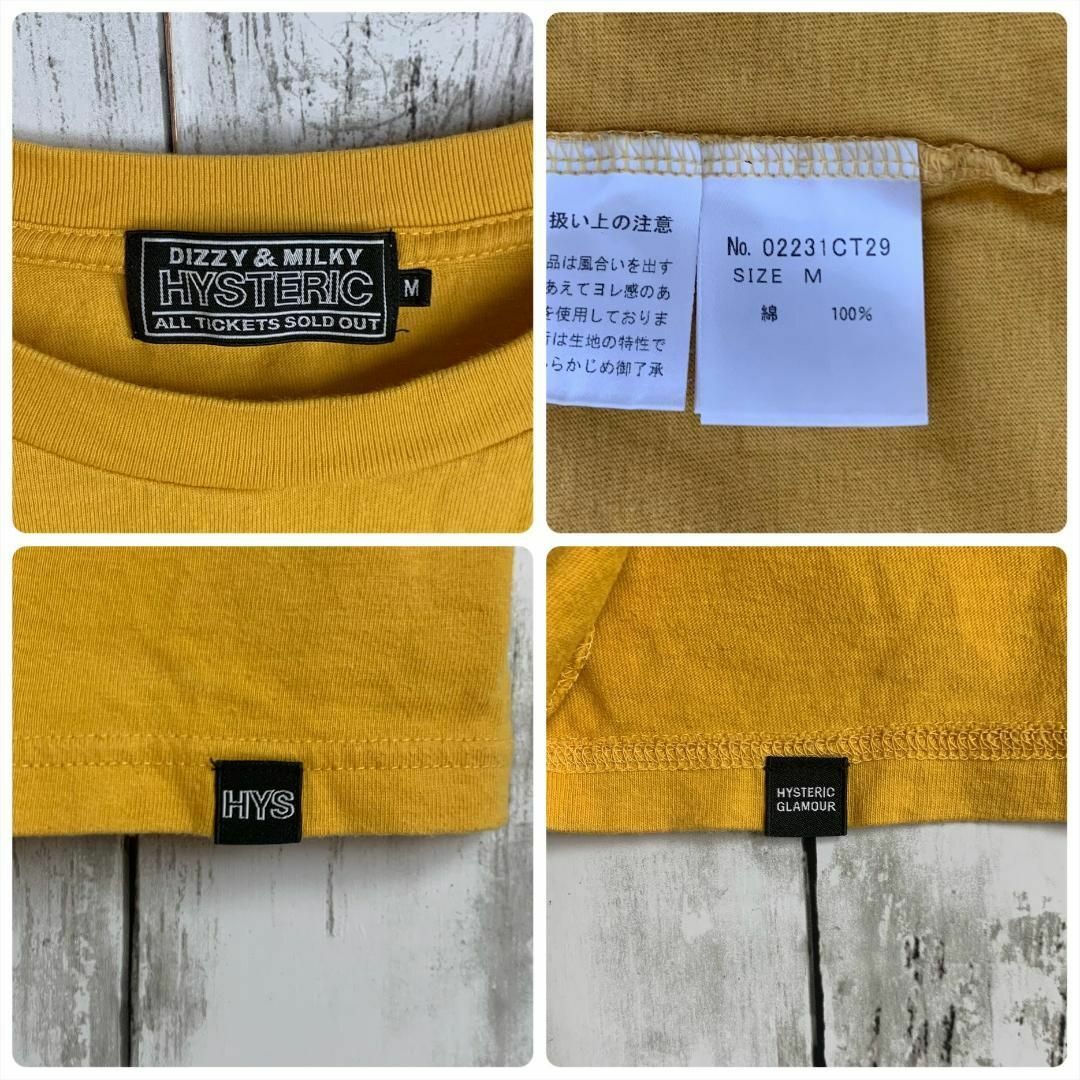 DIZZY & MILKY
HYSTERIC
M
ALL TICKETS SOLD OUT
扱い上の注意
品は風合いを出す
あえてヨレ感のあ
を使用しておりま
行は生地の特性で
らかじめ御了承
No. 02231CT29
SIZE M
綿 100%
HYS
HYSTERIC
GLAMOUR